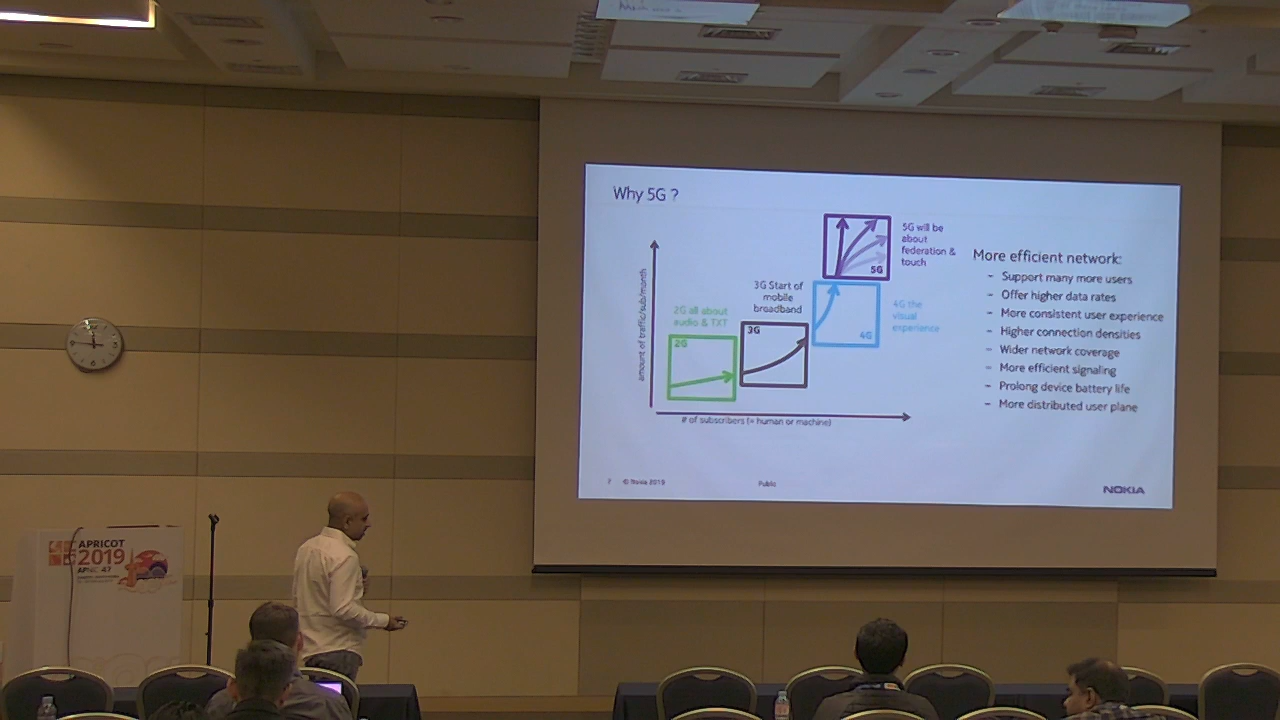 Why 5G ?
amount of traffic/sub/month
# of subscribers (= human or machine)
2G all about
audio & TXT
2G
3G Start of
mobile
broadband
3G
4G the
visual
experience
4G
5G will be
about
federation &
touch
5G
More efficient network:
– Support many more users
– Offer higher data rates
– More consistent user experience
– Higher connection densities
– Wider network coverage
– More efficient signaling
– Prolong device battery life
– More distributed user plane
7 © Nokia 2019
Public
NOKIA
APRICOT
2019
APNIC 47